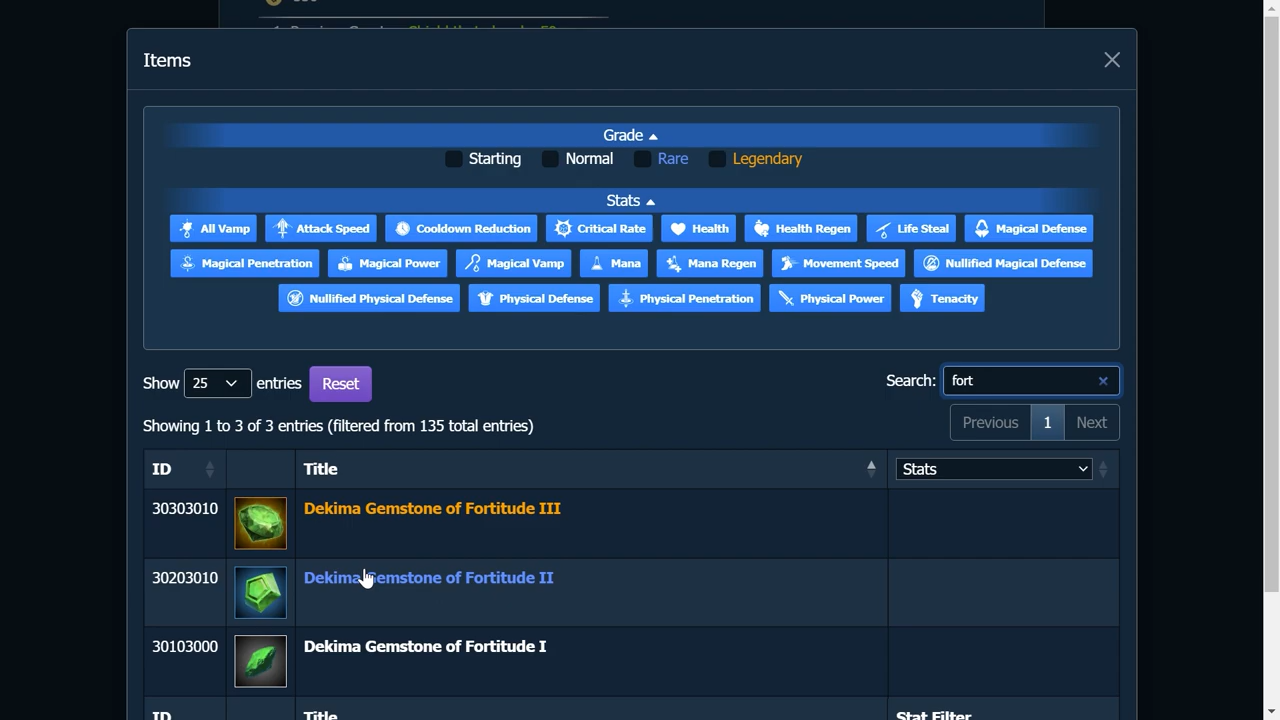 Items
Grade
Starting Normal Rare Legendary
Stats
All Vamp Attack Speed Cooldown Reduction Critical Rate Health Health Regen Life Steal Magical Defense
Magical Penetration Magical Power Magical Vamp Mana Mana Regen Movement Speed Nullified Magical Defense
Nullified Physical Defense Physical Defense Physical Penetration Physical Power Tenacity
Show 25 entries Reset Search: fort
Showing 1 to 3 of 3 entries (filtered from 135 total entries) Previous 1 Next
ID Title Stats
30303010 Dekima Gemstone of Fortitude III
30203010 Dekima Gemstone of Fortitude II
30103000 Dekima Gemstone of Fortitude I
ID Title Stat Filter